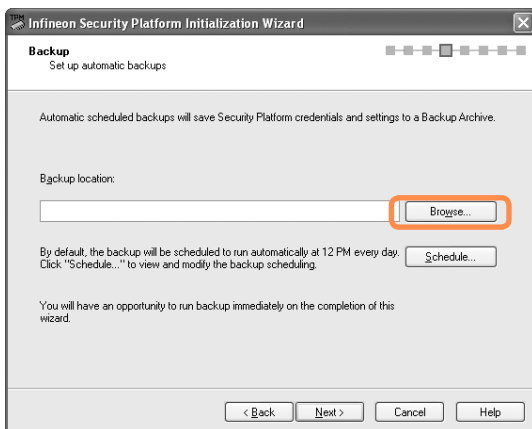 TPM
Infineon Security Platform Initialization Wizard
Backup
Set up automatic backups
Automatic scheduled backups will save Security Platform credentials and settings to a Backup Archive.
Backup location:
Browse...
By default, the backup will be scheduled to run automatically at 12 PM every day.
Click "Schedule..." to view and modify the backup scheduling.
Schedule...
You will have an opportunity to run backup immediately on the completion of this
wizard.
< Back Next > Cancel Help